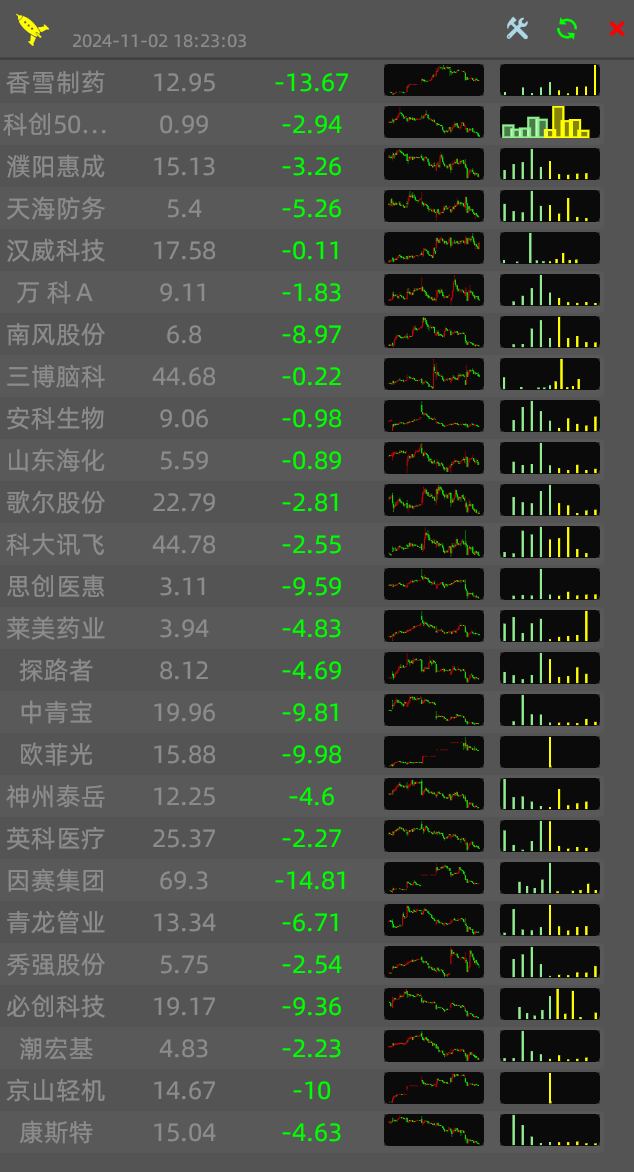 2024-11-02 18:23:03
香雪制药 12.95 -13.67
科创50... 0.99 -2.94
濮阳惠成 15.13 -3.26
天海防务 5.4 -5.26
汉威科技 17.58 -0.11
万 科Ａ 9.11 -1.83
南风股份 6.8 -8.97
三博脑科 44.68 -0.22
安科生物 9.06 -0.98
山东海化 5.59 -0.89
歌尔股份 22.79 -2.81
科大讯飞 44.78 -2.55
思创医惠 3.11 -9.59
莱美药业 3.94 -4.83
探路者 8.12 -4.69
中青宝 19.96 -9.81
欧菲光 15.88 -9.98
神州泰岳 12.25 -4.6
英科医疗 25.37 -2.27
因赛集团 69.3 -14.81
青龙管业 13.34 -6.71
秀强股份 5.75 -2.54
必创科技 19.17 -9.36
潮宏基 4.83 -2.23
京山轻机 14.67 -10
康斯特 15.04 -4.63